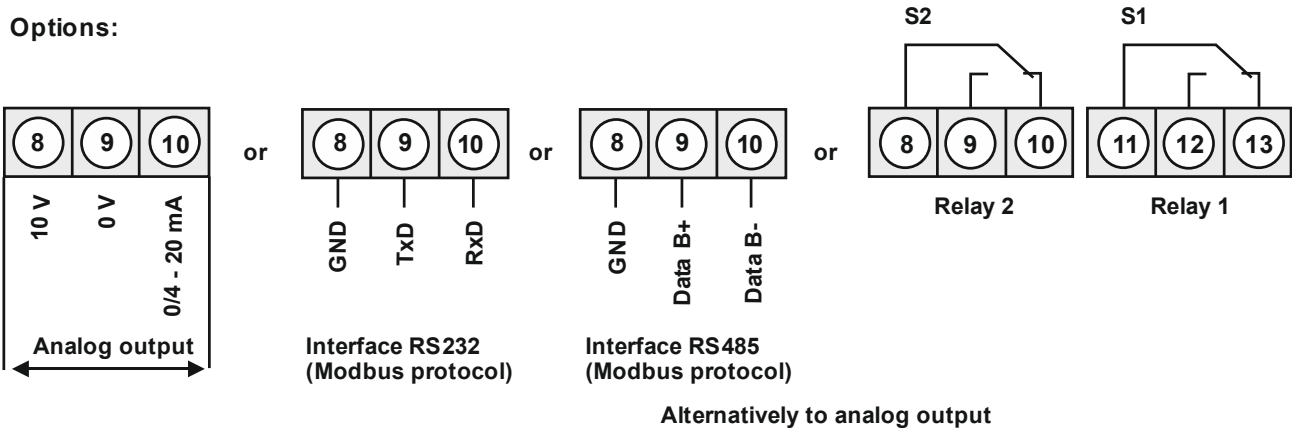 Options:
S2
S1
8 9 10
or
8 9 10
or
8 9 10
or
8 9 10
11 12 13
10 V
0 V
0/4 - 20 mA
Analog output
GND
TxD
RxD
Interface RS232
(Modbus protocol)
GND
Data B+
Data B-
Interface RS485
(Modbus protocol)
Relay 2
Relay 1
Alternatively to analog output